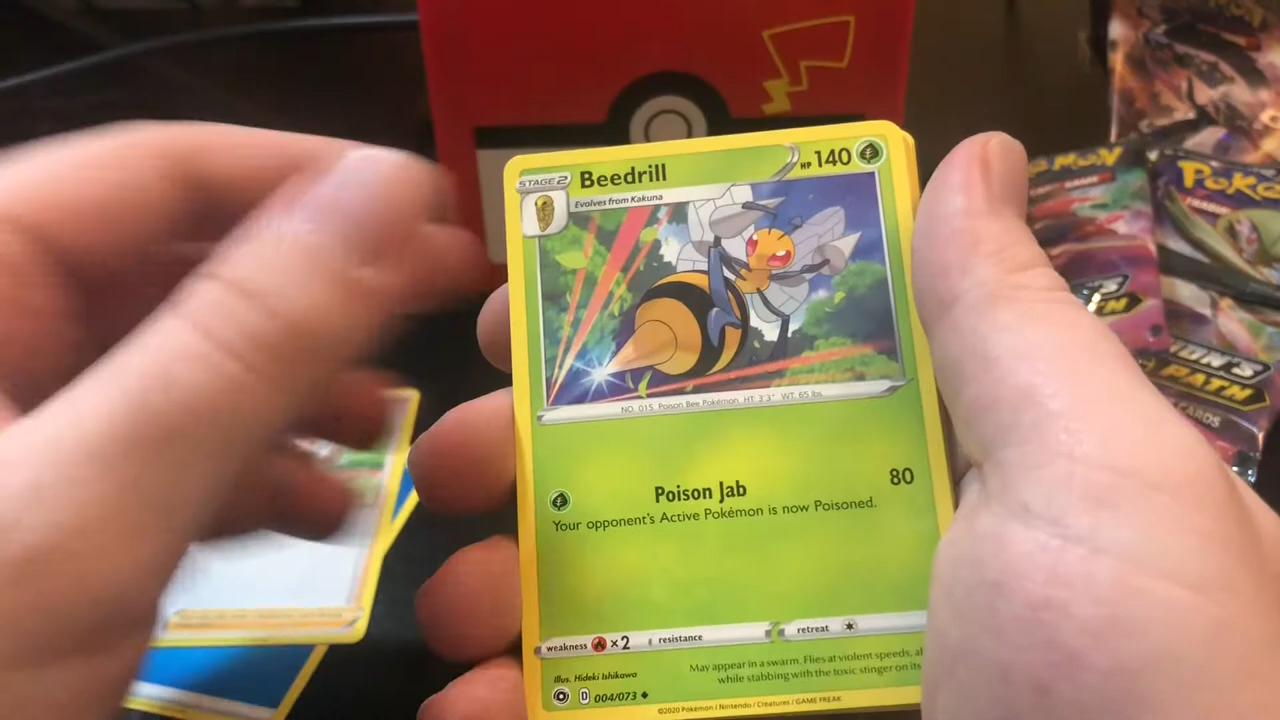 STAGE 2
Beedrill
HP 140
Evolves from Kakuna
NO. 015 Poison Bee Pokémon HT: 3'3" WT: 65 lbs.
Poison Jab
80
Your opponent's Active Pokémon is now Poisoned.
weakness ×2 resistance
retreat
Illus. Hideki Ishikawa
May appear in a swarm. Flies at violent speeds, al
while stabbing with the toxic stinger on its
D 004/073
©2020 Pokémon / Nintendo / Creatures / GAME FREAK
POKÉMON
POKÉ
ION'S
PATH
CARDS